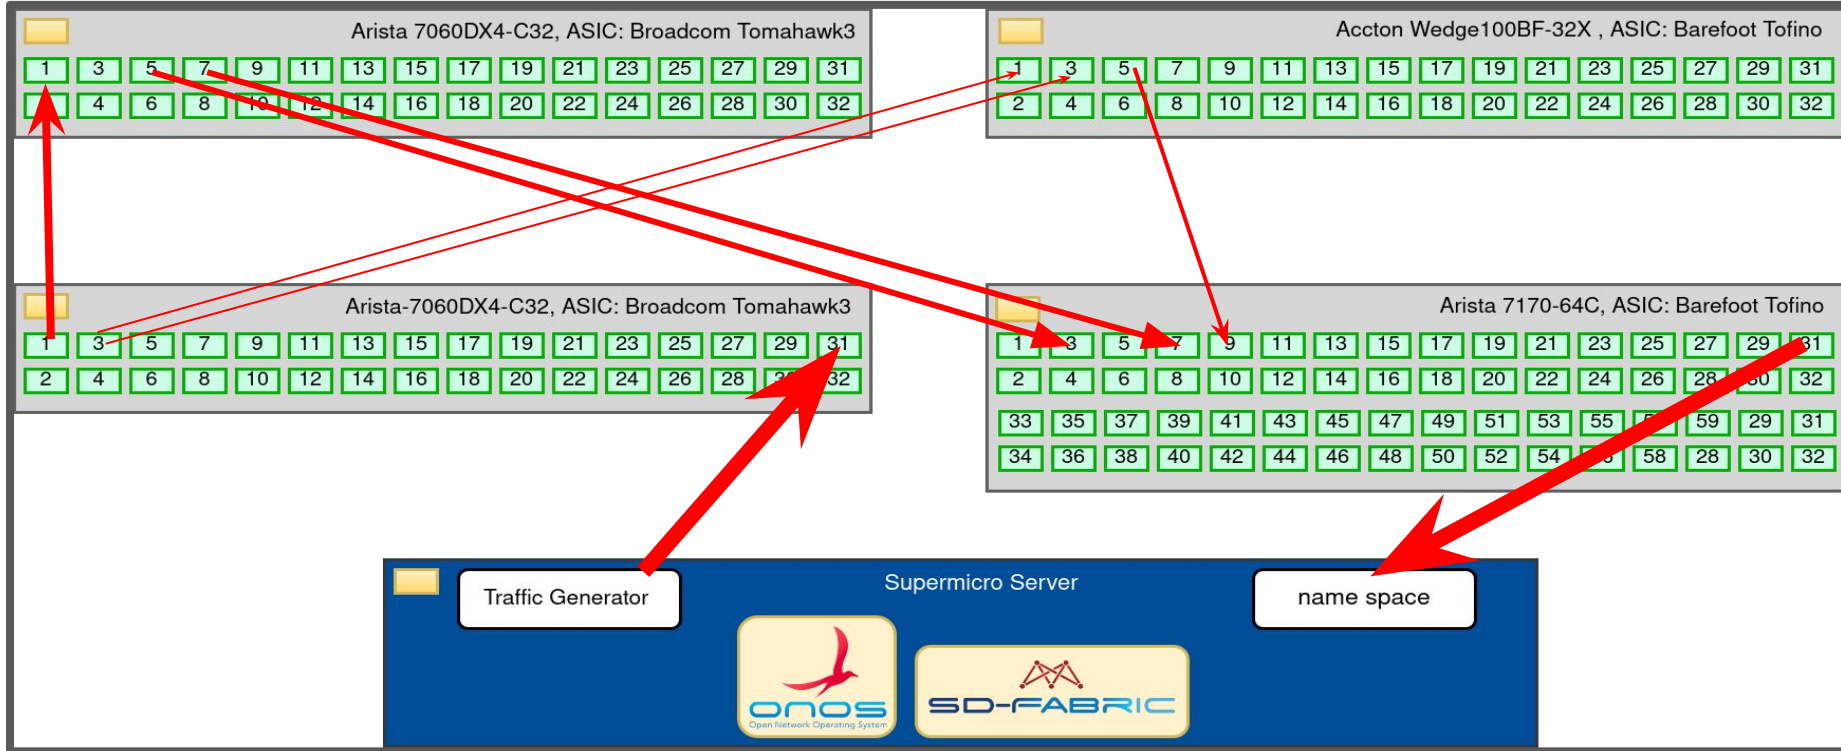 Arista 7060DX4-C32, ASIC: Broadcom Tomahawk3
1 3 5 7 9 11 13 15 17 19 21 23 25 27 29 31
4 6 8 10 12 14 16 18 20 22 24 26 28 30 32
Accton Wedge100BF-32X , ASIC: Barefoot Tofino
1 3 5 7 9 11 13 15 17 19 21 23 25 27 29 31
2 4 6 8 10 12 14 16 18 20 22 24 26 28 30 32
Arista-7060DX4-C32, ASIC: Broadcom Tomahawk3
1 3 5 7 9 11 13 15 17 19 21 23 25 27 29 31
2 4 6 8 10 12 14 16 18 20 22 24 26 28 30 32
Arista 7170-64C, ASIC: Barefoot Tofino
1 3 5 7 9 11 13 15 17 19 21 23 25 27 29 31
2 4 6 8 10 12 14 16 18 20 22 24 26 28 30 32
33 35 37 39 41 43 45 47 49 51 53 55 59 29 31
34 36 38 40 42 44 46 48 50 52 54 58 28 30 32
Supermicro Server
Traffic Generator
name space
onos
Open Network Operating System
SD-FABRIC